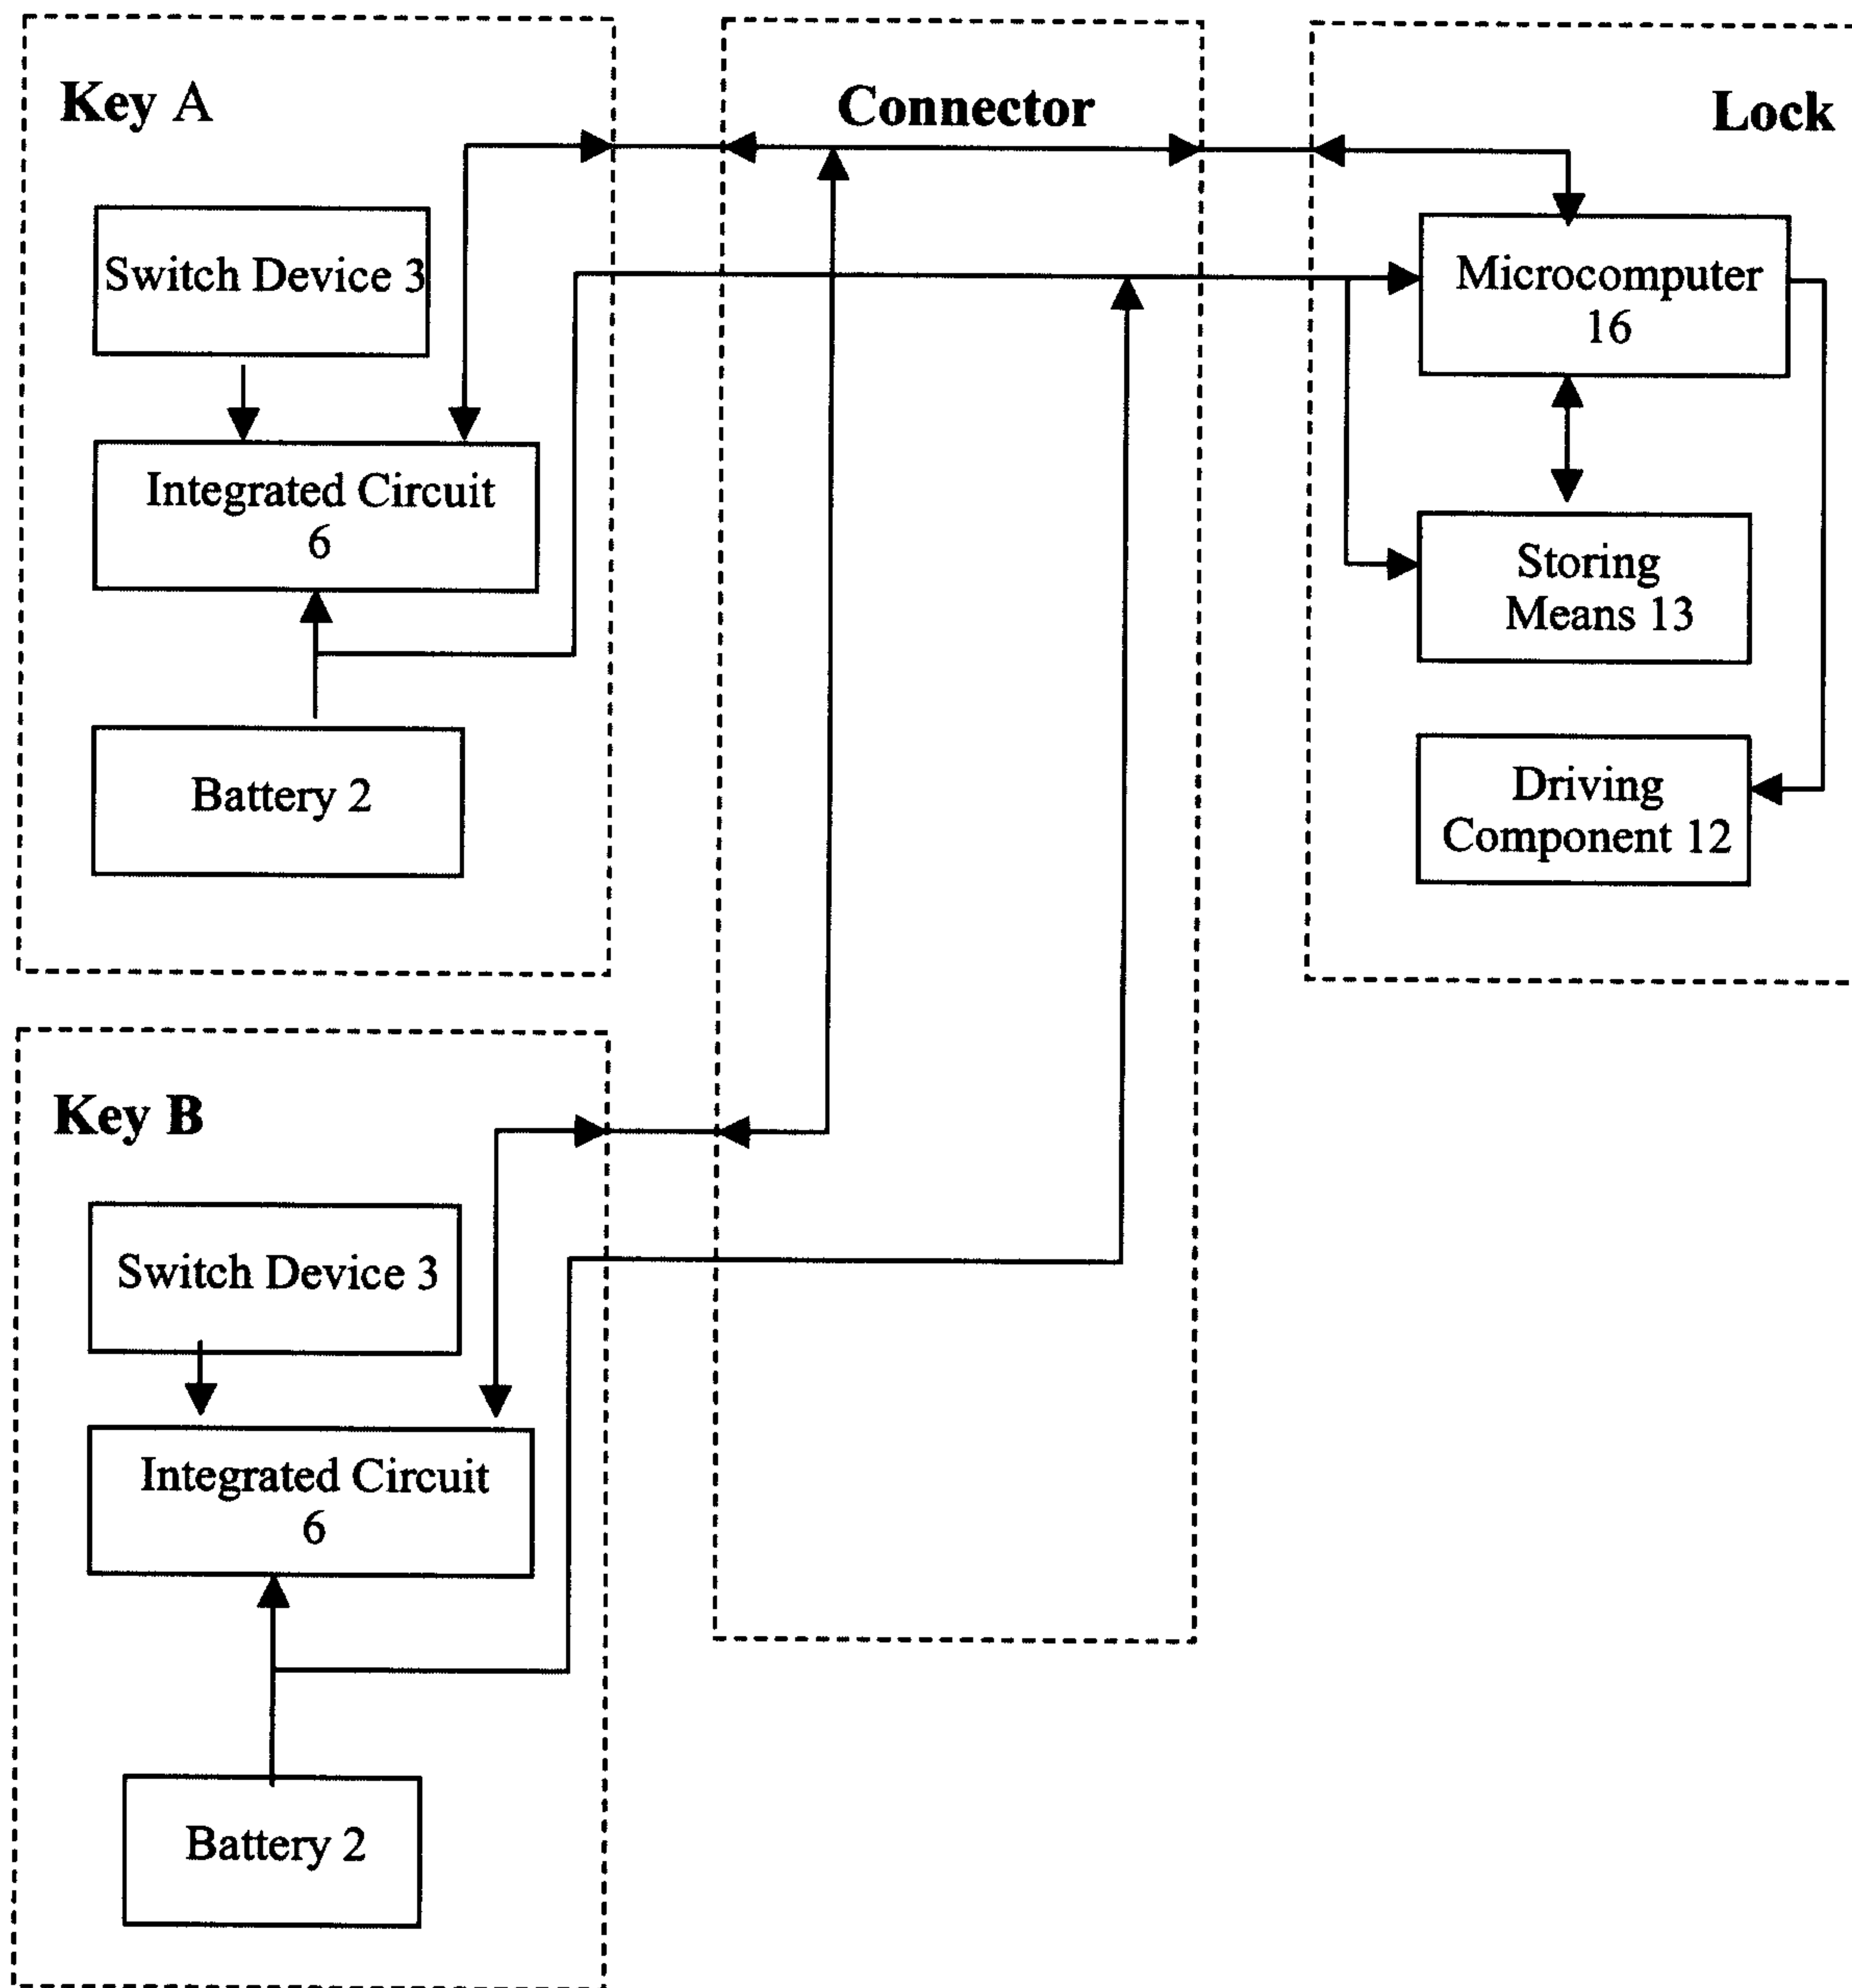 Key A
Switch Device 3
Integrated Circuit
6
Battery 2
Connector
Lock
Microcomputer
16
Storing
Means 13
Driving
Component 12
Key B
Switch Device 3
Integrated Circuit
6
Battery 2